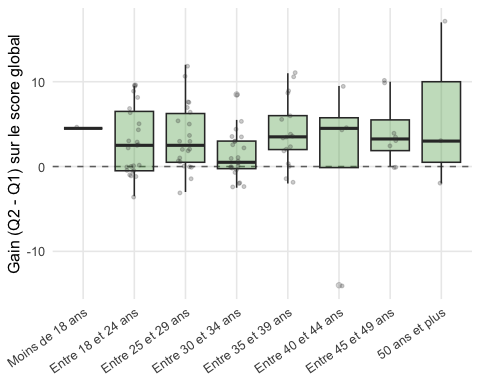 Gain (Q2 - Q1) sur le score global
10
0
-10
Moins de 18 ans
Entre 18 et 24 ans
Entre 25 et 29 ans
Entre 30 et 34 ans
Entre 35 et 39 ans
Entre 40 et 44 ans
Entre 45 et 49 ans
50 ans et plus